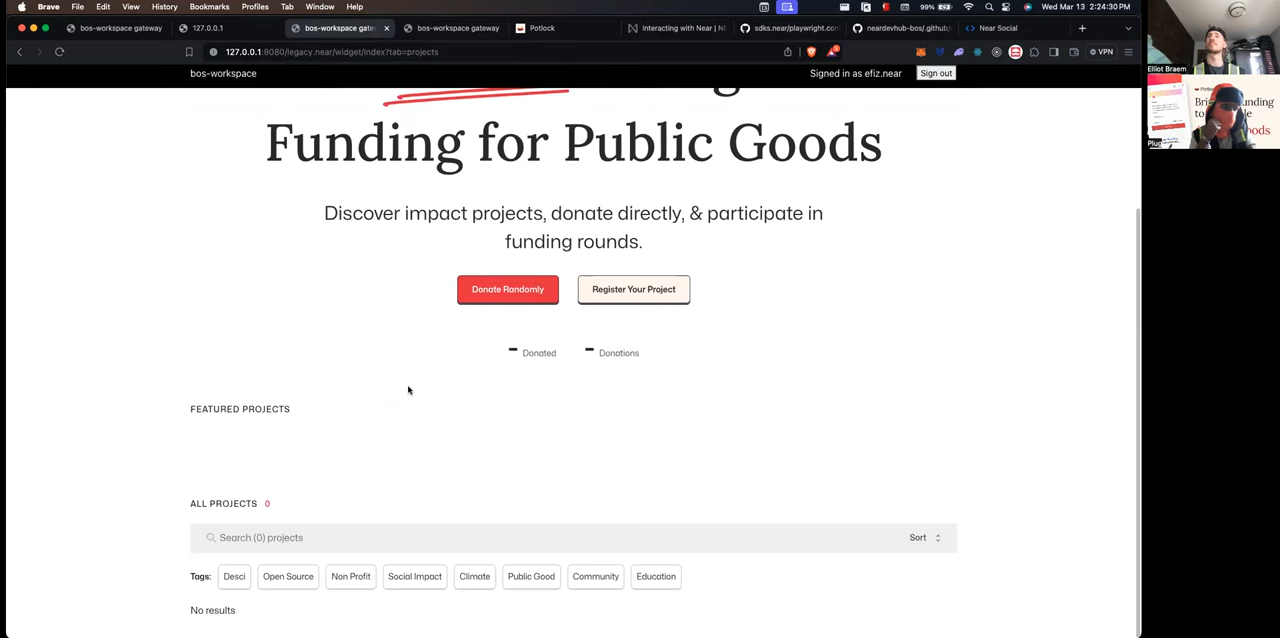 Brave File Edit View History Bookmarks Profiles Tab Window Help 99% Wed Mar 13 2:24:30 PM
bos-workspace gateway 127.0.0.1 bos-workspace gatew bos-workspace gateway Potlock Interacting with Near | NE sdks.near/playwright.con neardevhub-bos/.github/ Near Social
127.0.0.1:8080/legacy.near/widget/Index?tab=projects VPN
bos-workspace Signed in as efiz.near Sign out
Funding for Public Goods
Discover impact projects, donate directly, & participate in
funding rounds.
Donate Randomly Register Your Project
- Donated - Donations
FEATURED PROJECTS
ALL PROJECTS 0
Search (0) projects Sort
Tags: Desci Open Source Non Profit Social Impact Climate Public Good Community Education
No results
Elliot Braem
Plug